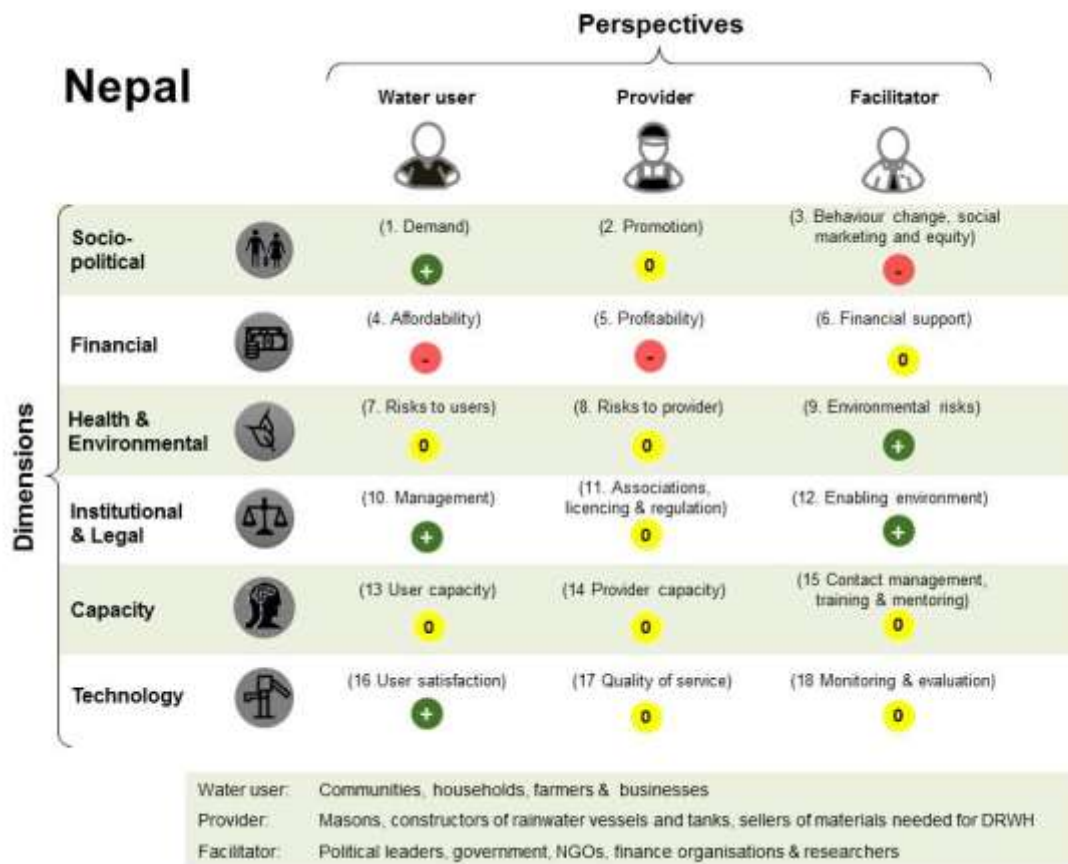 Perspectives
Nepal
Water user Provider Facilitator
Dimensions
Socio-
political
(1. Demand)
+
(2. Promotion)
0
(3. Behaviour change, social
marketing and equity)
-
Financial
(4. Affordability)
-
(5. Profitability)
-
(6. Financial support)
0
Health &
Environmental
(7. Risks to users)
0
(8. Risks to provider)
0
(9. Environmental risks)
+
Institutional
& Legal
(10. Management)
+
(11. Associations,
licencing & regulation)
0
(12. Enabling environment)
+
Capacity
(13 User capacity)
0
(14 Provider capacity)
0
(15 Contact management,
training & mentoring)
0
Technology
(16 User satisfaction)
+
(17 Quality of service)
0
(18 Monitoring & evaluation)
0
Water user: Communities, households, farmers & businesses
Provider: Masons, constructors of rainwater vessels and tanks, sellers of materials needed for DRWH
Facilitator: Political leaders, government, NGOs, finance organisations & researchers